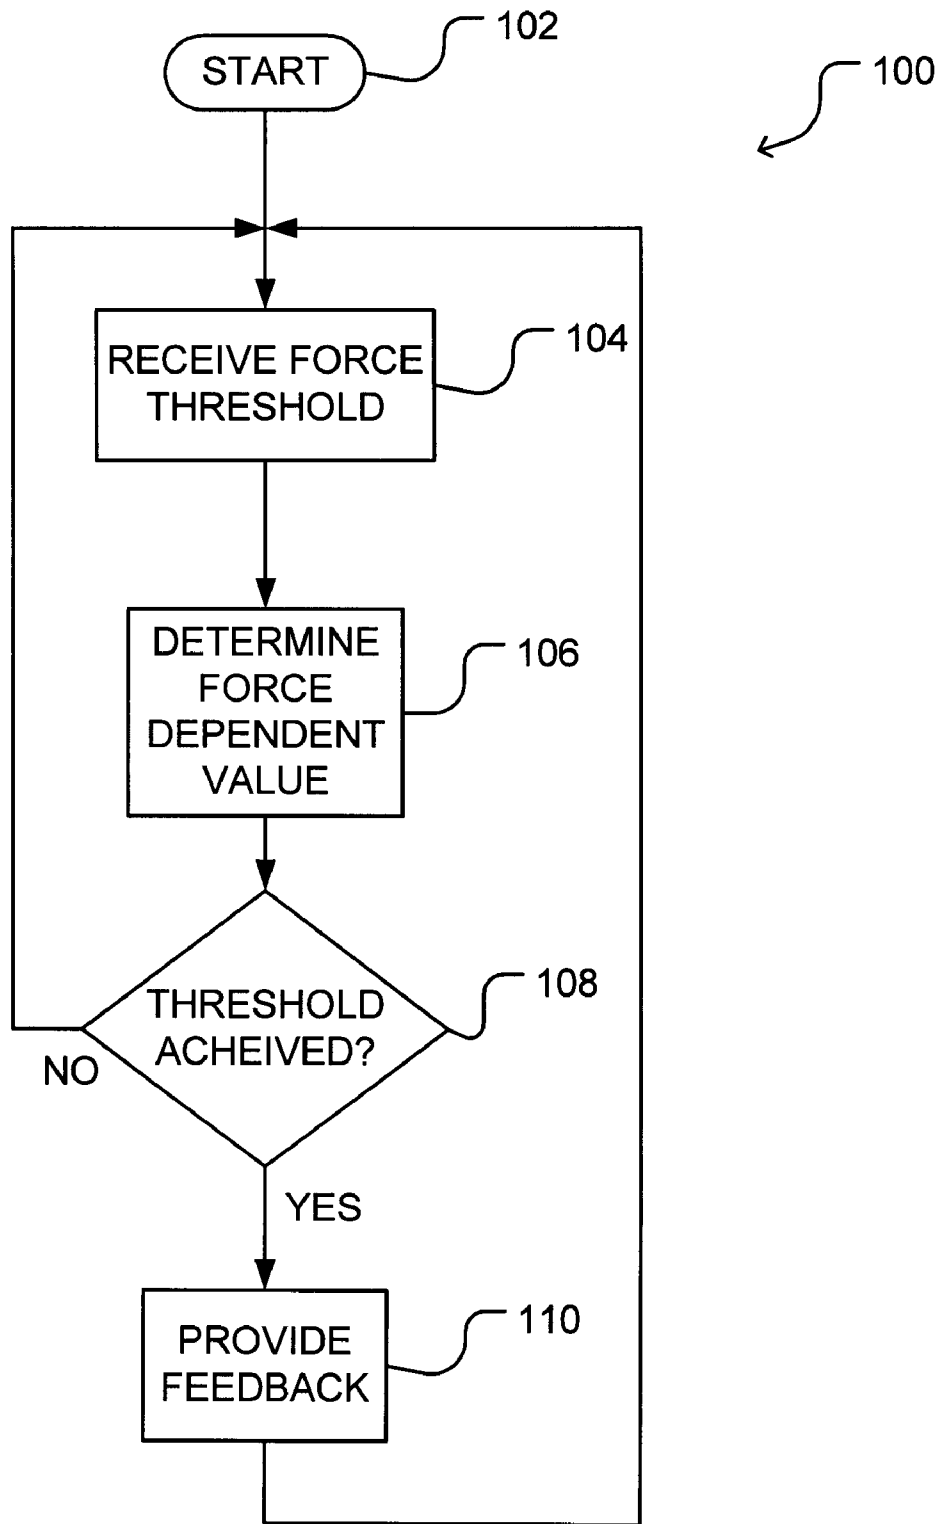 START
102
100
RECEIVE FORCE
THRESHOLD
104
DETERMINE
FORCE
DEPENDENT
VALUE
106
THRESHOLD
ACHEIVED?
108
NO
YES
PROVIDE
FEEDBACK
110